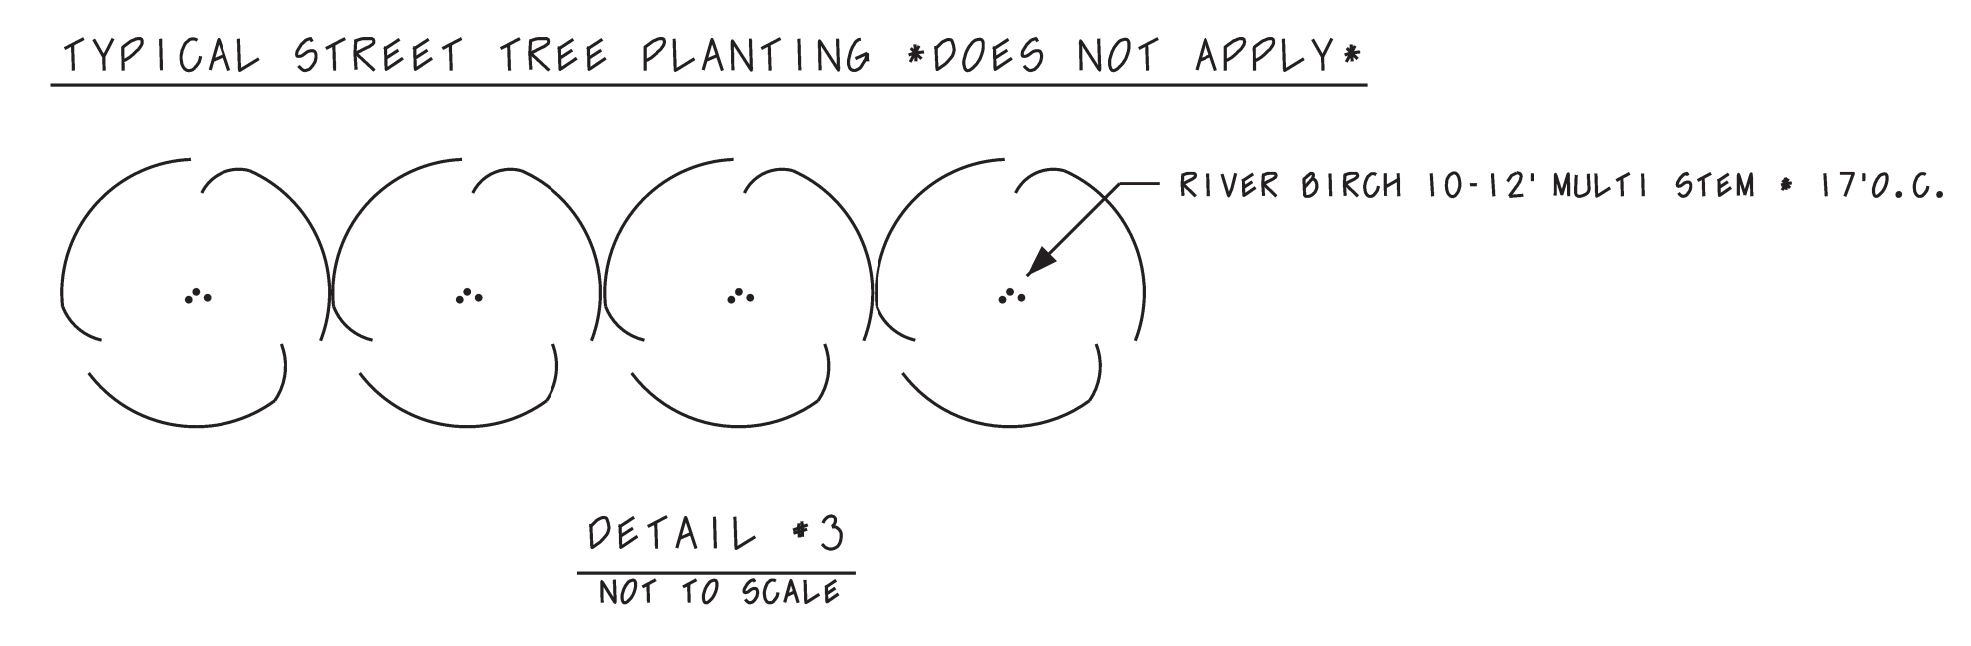 TYPICAL STREET TREE PLANTING *DOES NOT APPLY*
RIVER BIRCH 10-12' MULTI STEM * 17'O.C.
DETAIL #3
NOT TO SCALE